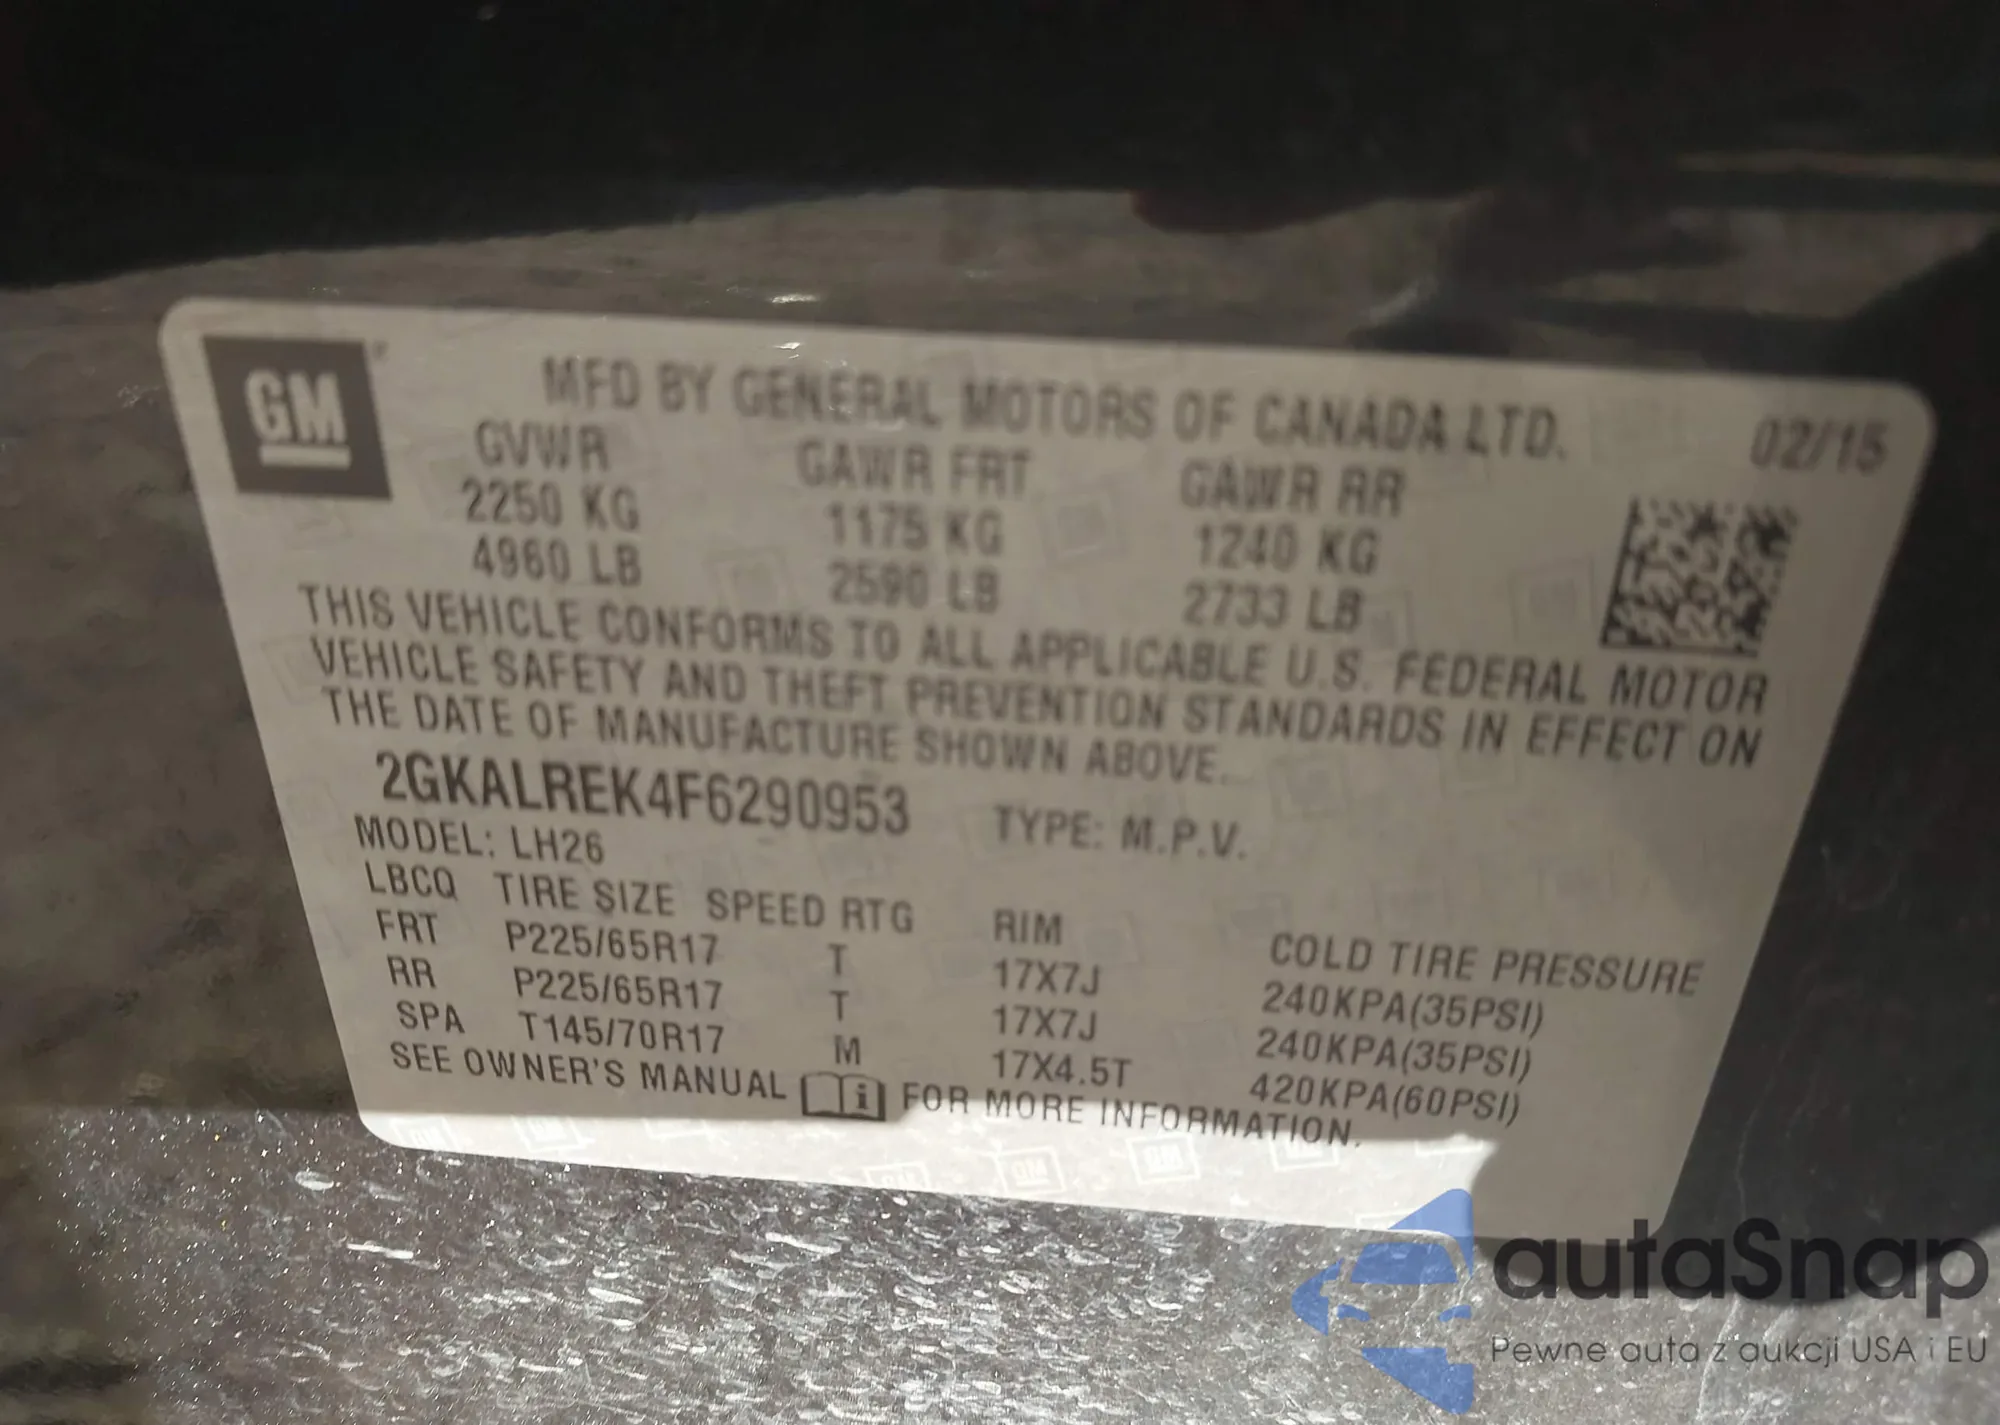 GM
MFD BY GENERAL MOTORS OF CANADA LTD. 02/15
GVWR GAWR FRT GAWR RR
2250 KG 1175 KG 1240 KG
4960 LB 2590 LB 2733 LB
THIS VEHICLE CONFORMS TO ALL APPLICABLE U.S. FEDERAL MOTOR
VEHICLE SAFETY AND THEFT PREVENTION STANDARDS IN EFFECT ON
THE DATE OF MANUFACTURE SHOWN ABOVE.
2GKALREK4F6290953 TYPE: M.P.V.
MODEL: LH26
LBCQ TIRE SIZE SPEED RTG RIM COLD TIRE PRESSURE
FRT P225/65R17 T 17X7J 240KPA(35PSI)
RR P225/65R17 T 17X7J 240KPA(35PSI)
SPA T145/70R17 M 17X4.5T 420KPA(60PSI)
SEE OWNER'S MANUAL i FOR MORE INFORMATION.
autaSnap
Pewne auta z aukcji USA i EU